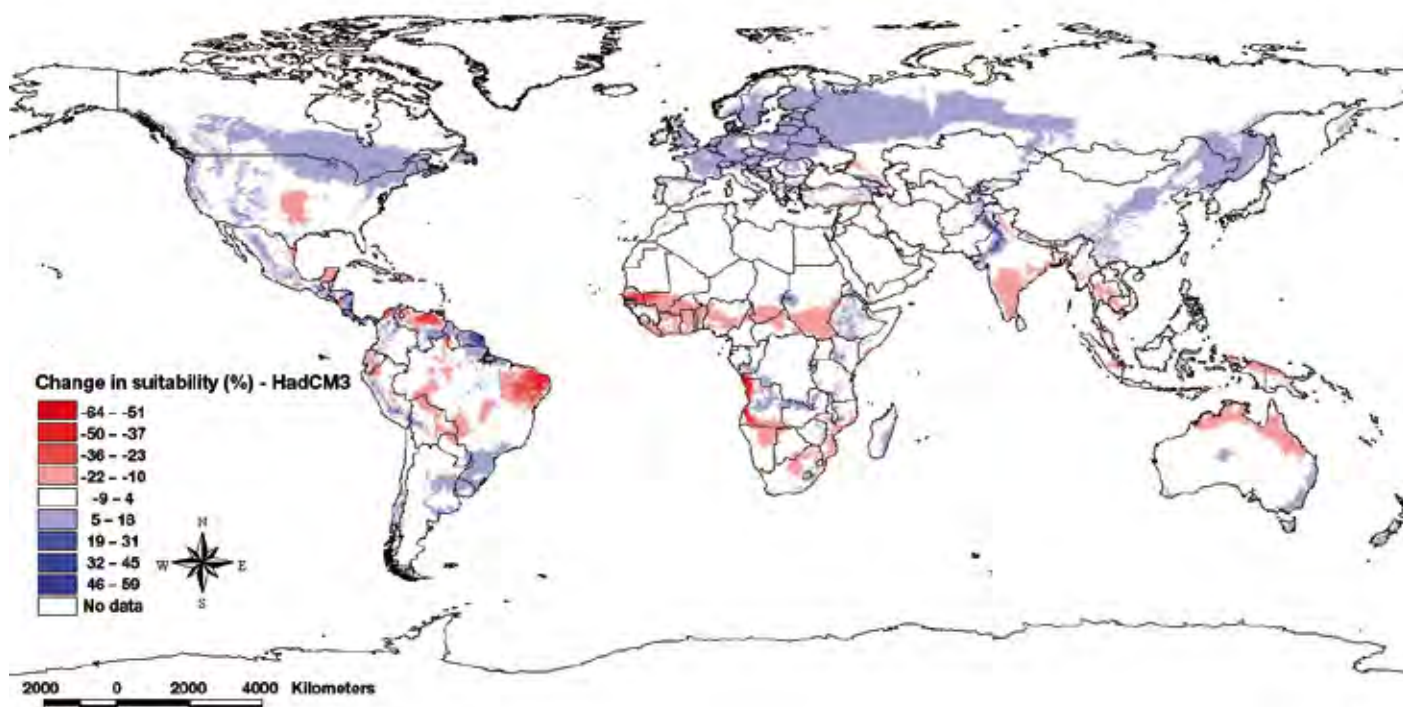 Change in suitability (%) - HadCM3
-64 – -51
-50 – -37
-36 – -23
-22 – -10
-9 – 4
5 – 18
19 – 31
32 – 45
46 – 59
No data
N
W E
S
2000 0 2000 4000 Kilometers